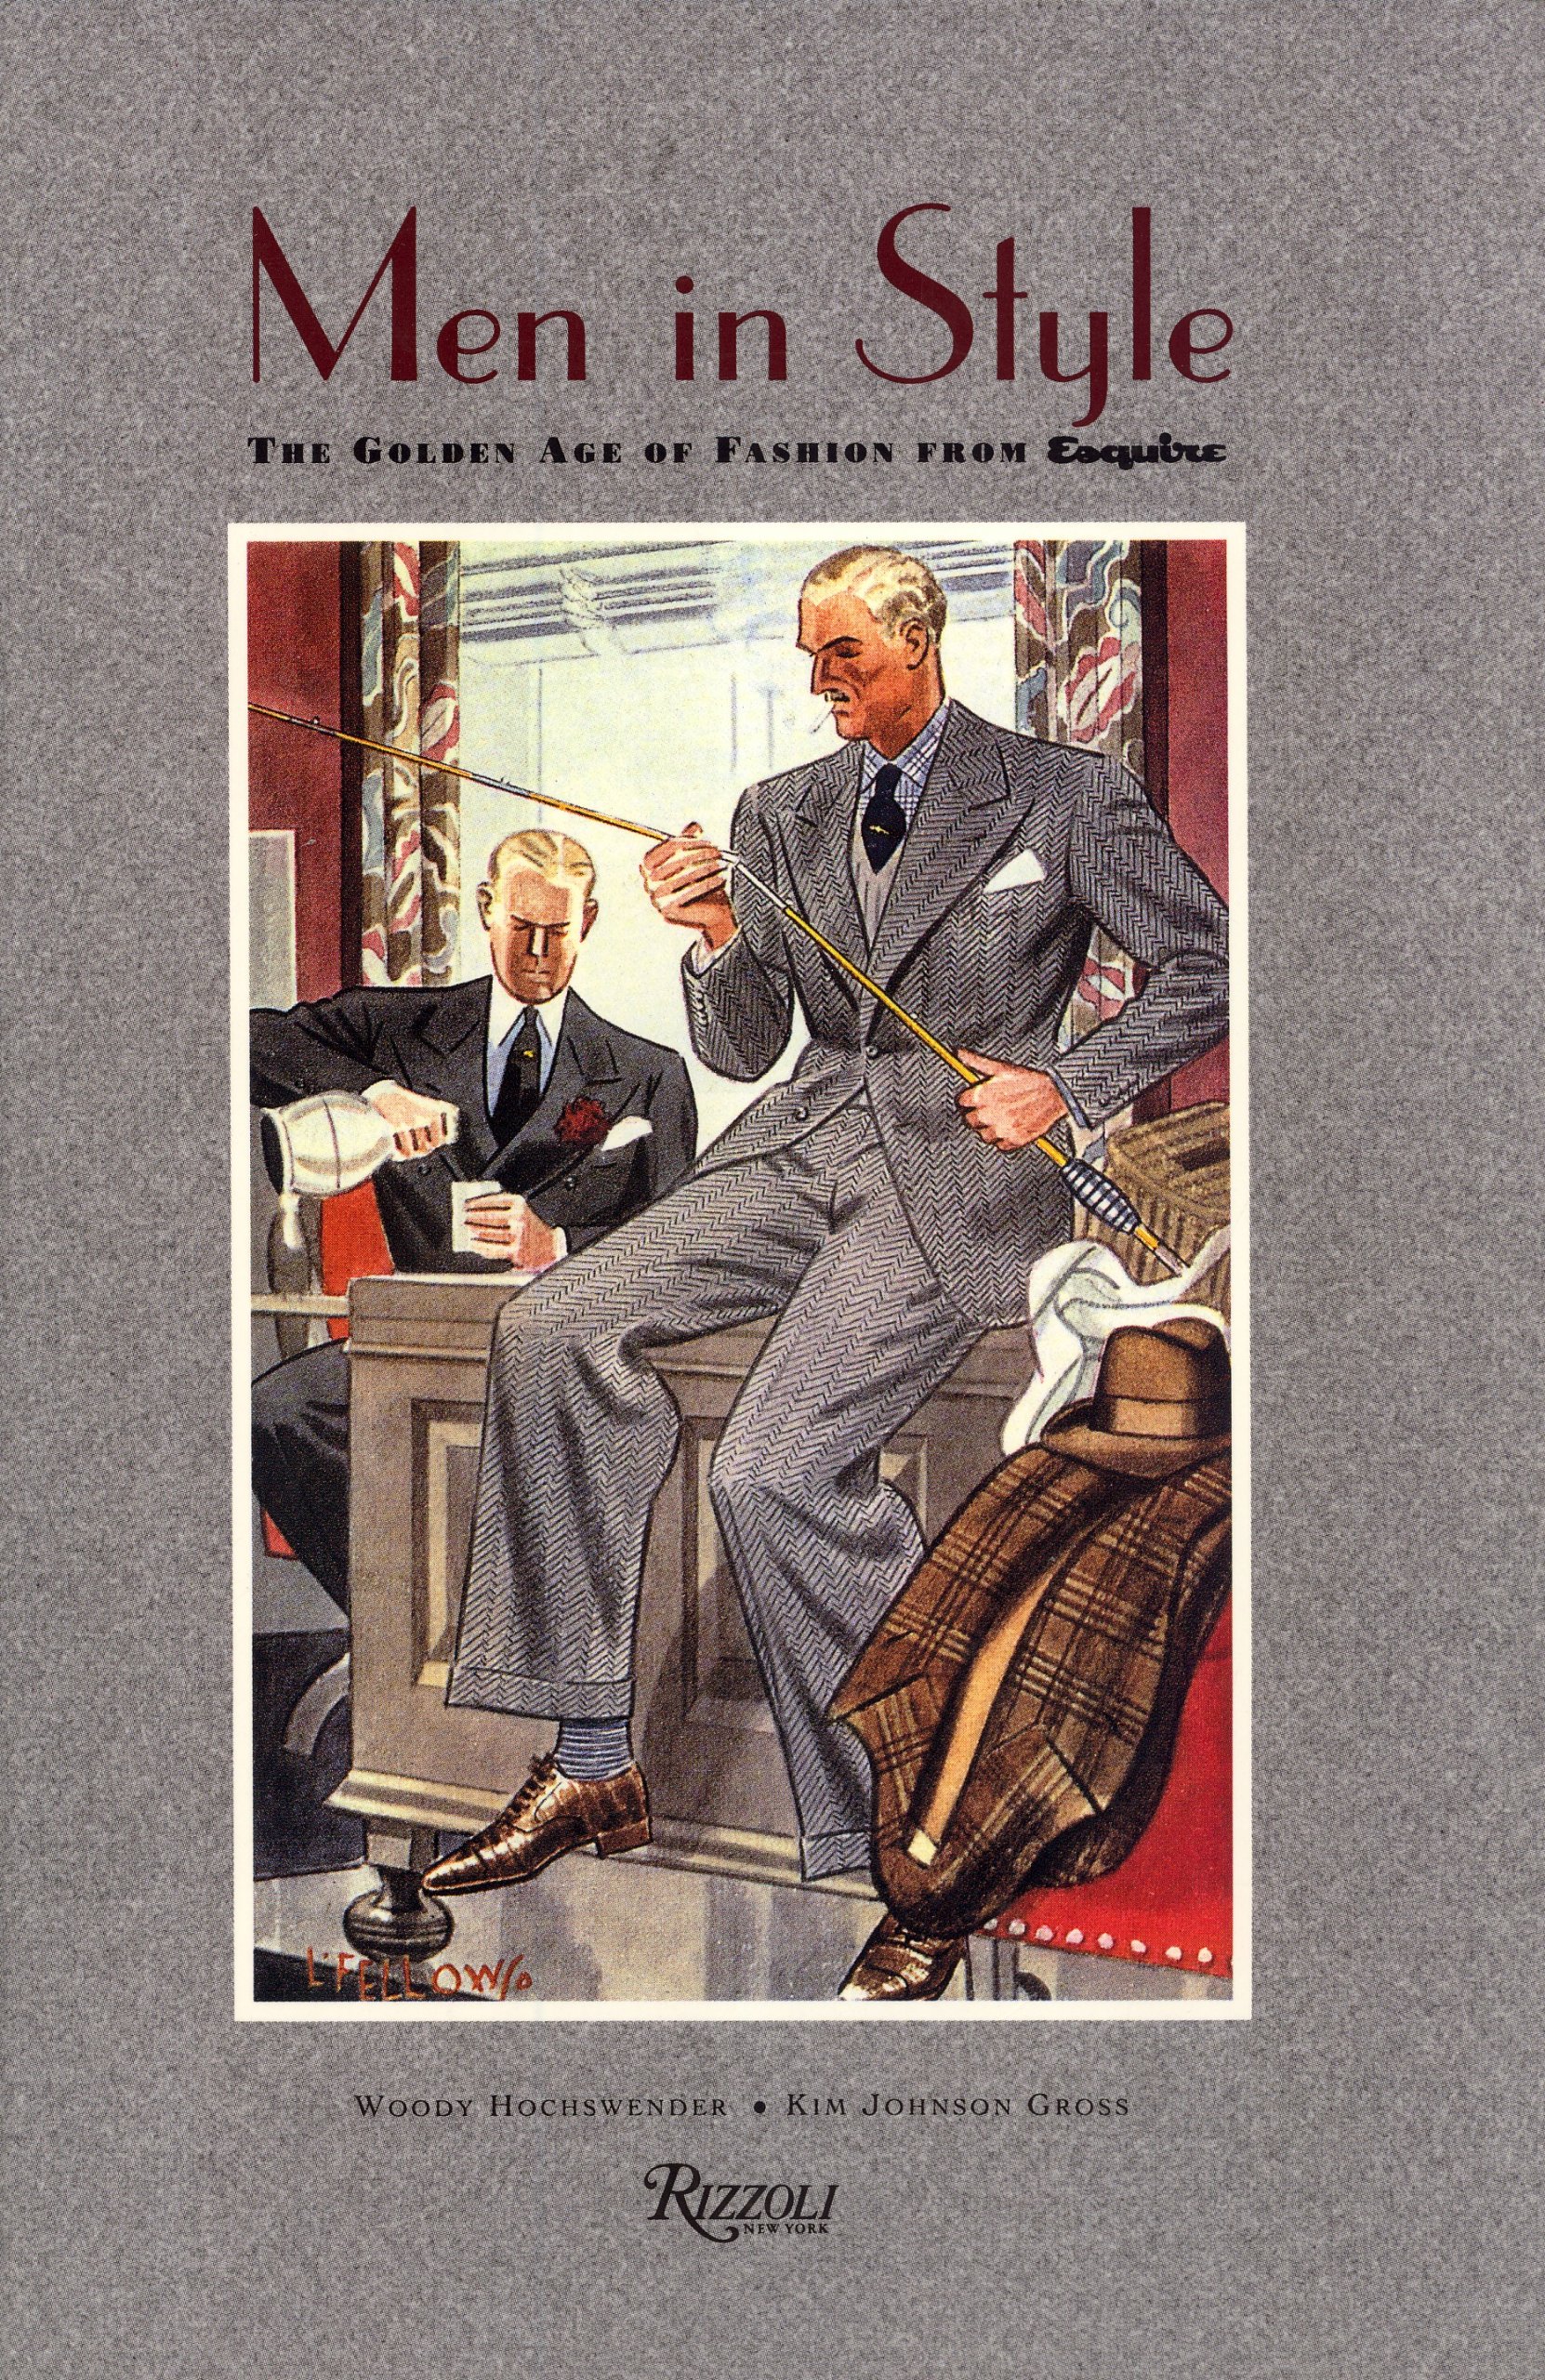 Men in Style
THE GOLDEN AGE OF FASHION FROM Esquire
L'FELLOWS
WOODY HOCHSWENDER • KIM JOHNSON GROSS
RIZZOLI
NEW YORK